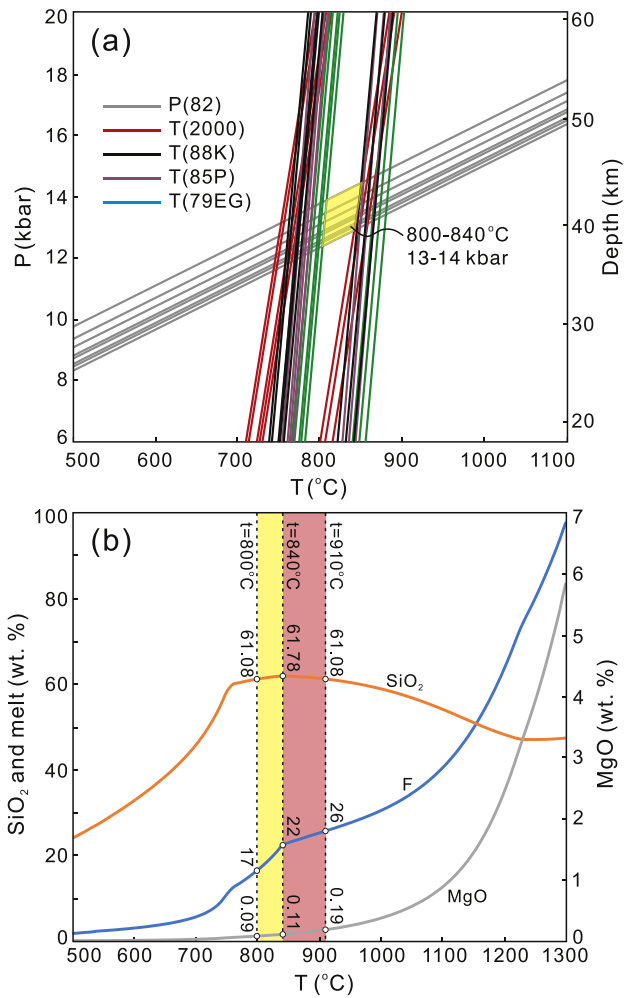 (a)
20
18
16
14
12
10
8
6
P(kbar)
P(82)
T(2000)
T(88K)
T(85P)
T(79EG)
800-840°C
13-14 kbar
60
50
40
30
20
Depth (km)
500 600 700 800 900 1000 1100
T(°C)
(b)
100
80
60
40
20
0
SiO₂ and melt (wt. %)
t=800°C
t=840°C
t=910°C
61.08
61.78
61.08
SiO₂
F
17
22
26
0.09
0.11
0.19
MgO
7
6
5
4
3
2
1
0
MgO (wt. %)
500 600 700 800 900 1000 1100 1200 1300
T(°C)